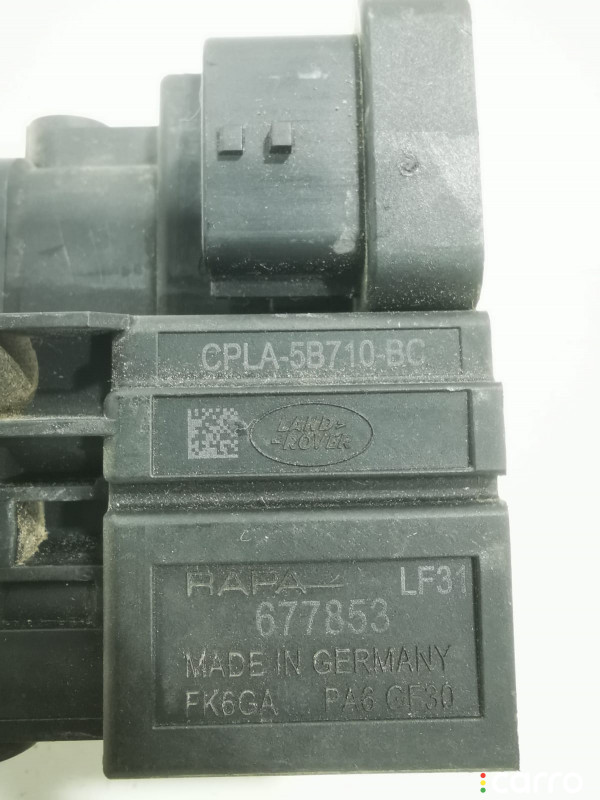 CPLA-5B710-BC
LAND-
-ROVER
RAPA LF31
677853
MADE IN GERMANY
FK6GA PA6 GF30
carro